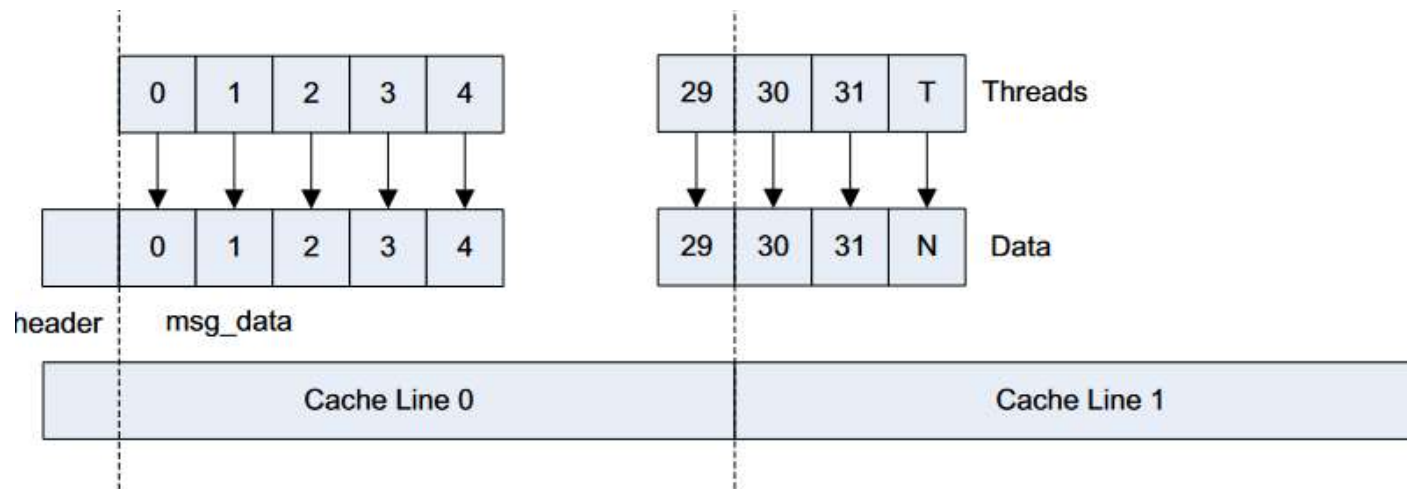 0 1 2 3 4 29 30 31 T Threads
0 1 2 3 4 29 30 31 N Data
header msg_data
Cache Line 0 Cache Line 1